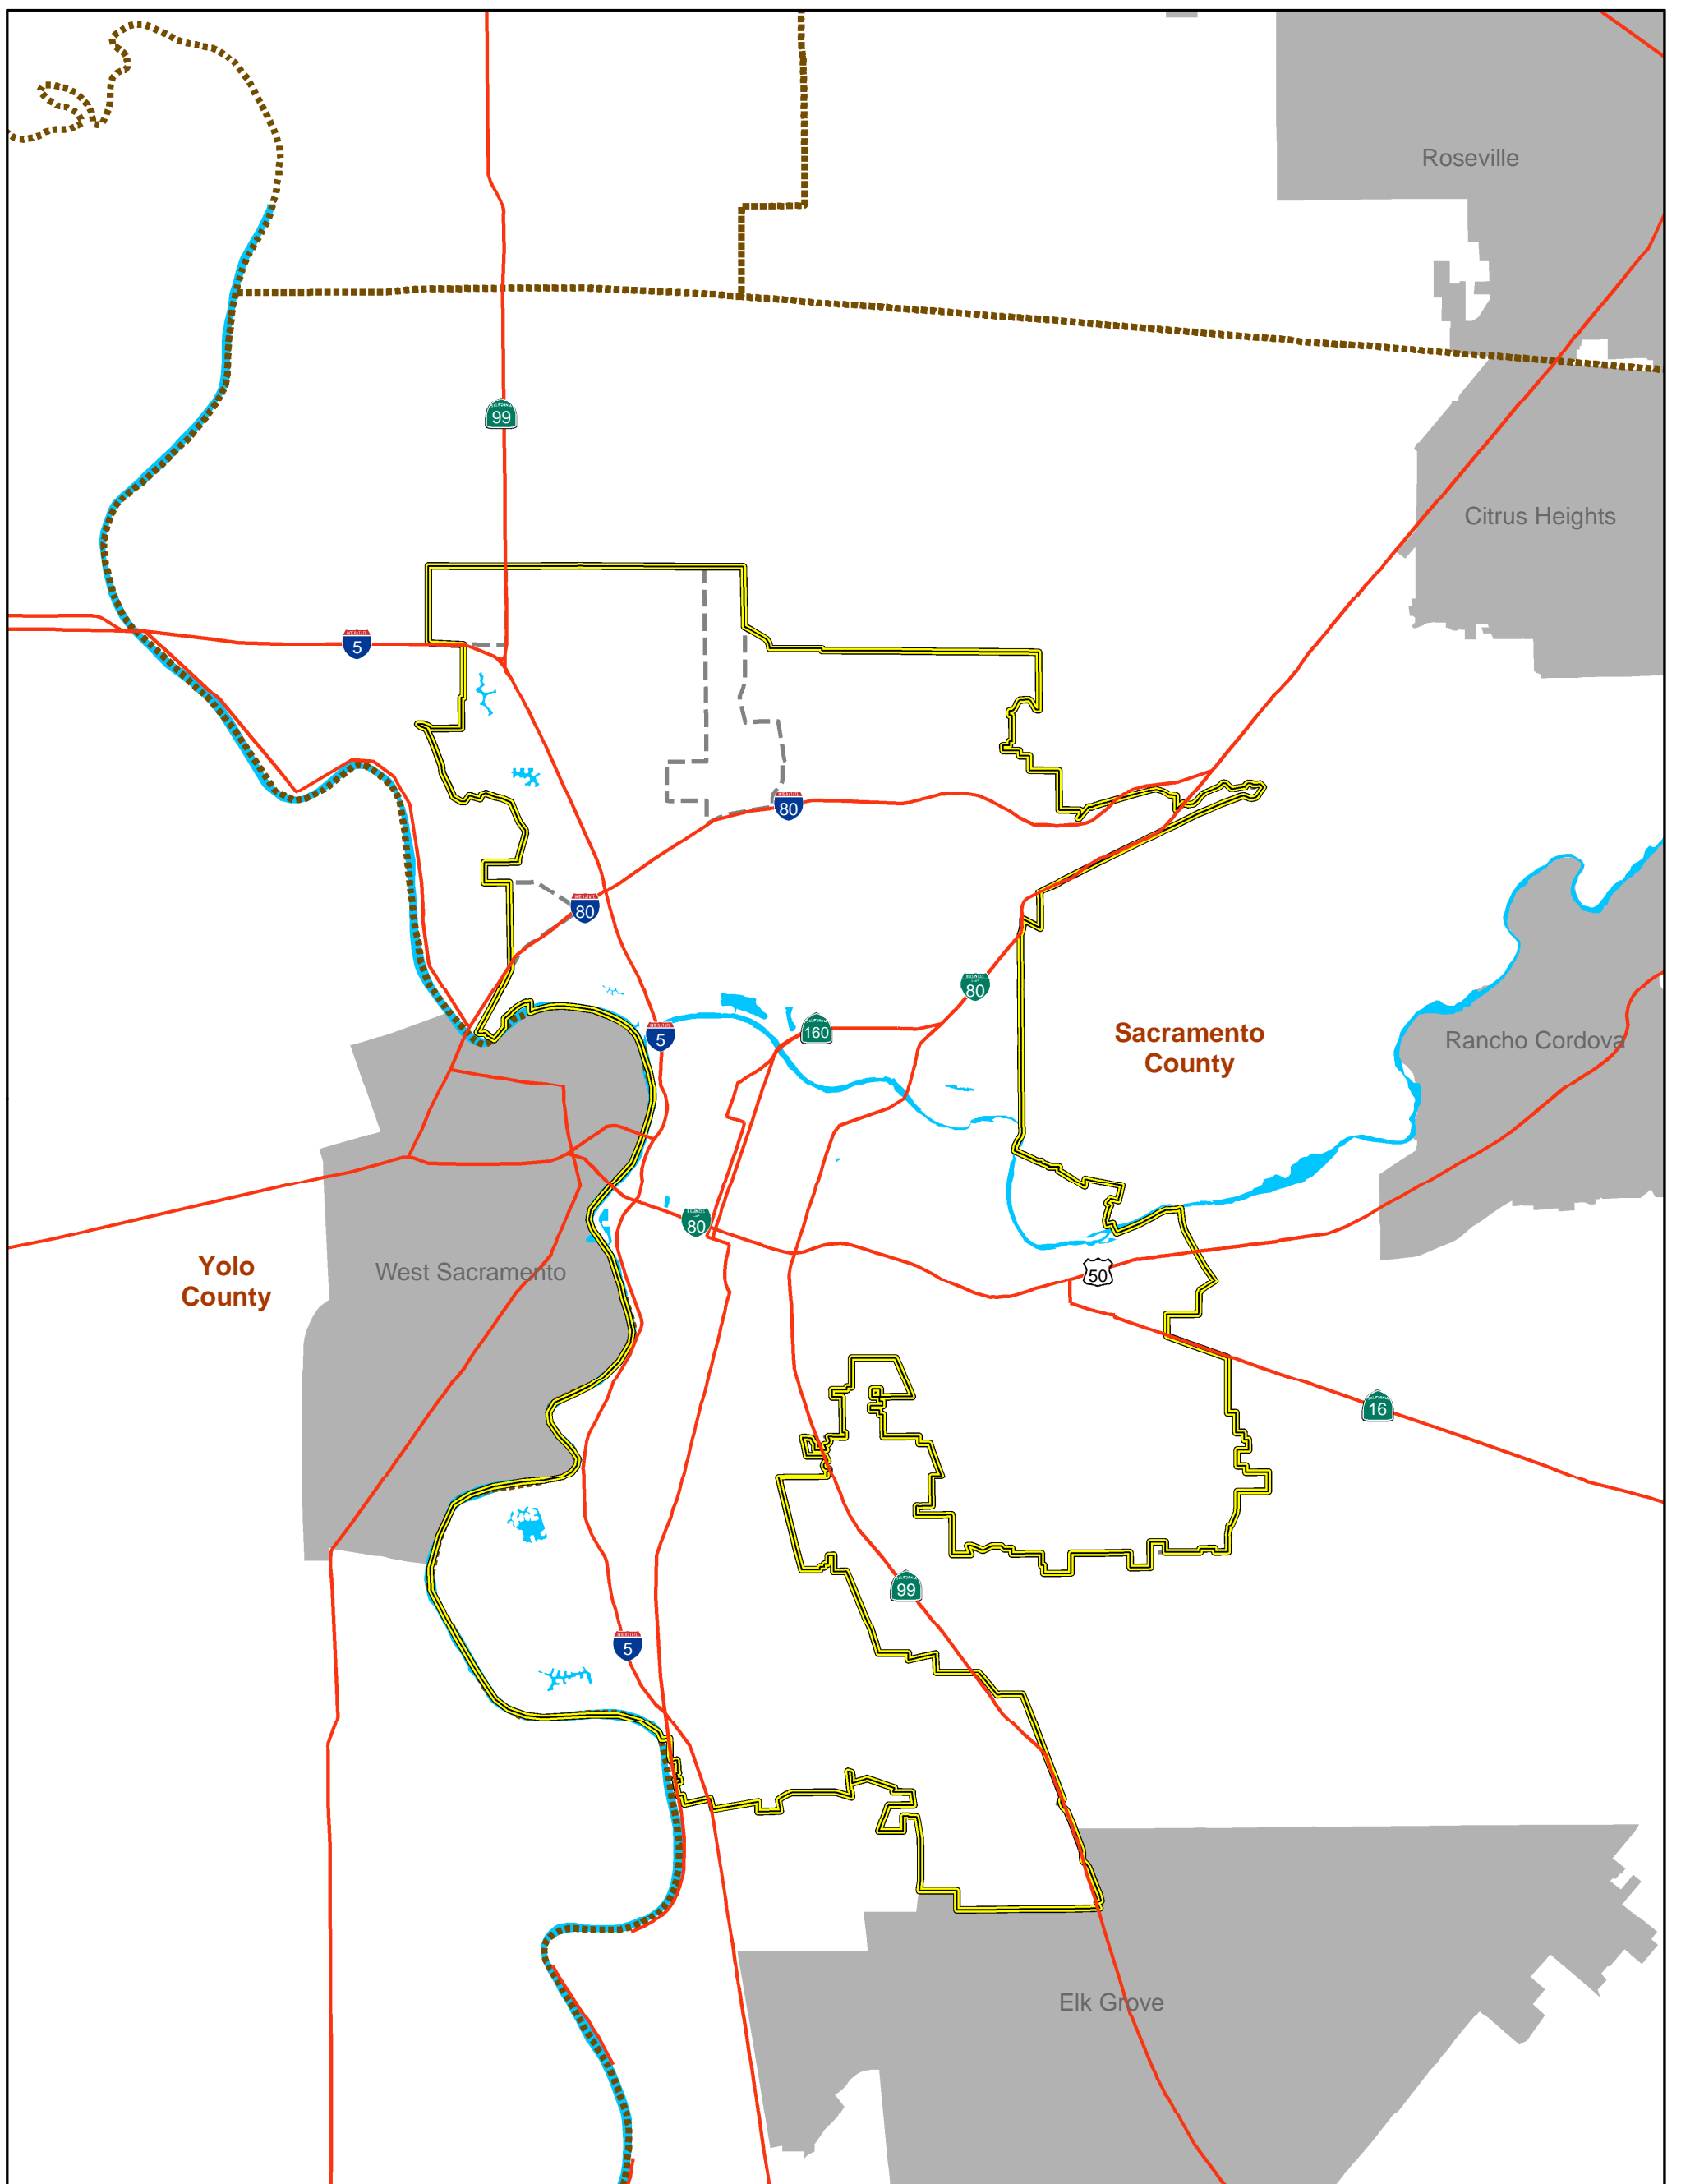 Roseville
99
Citrus Heights
5
80
80
80
5
160
Sacramento
County
Rancho Cordova
80
Yolo
County
West Sacramento
50
16
99
5
Elk Grove